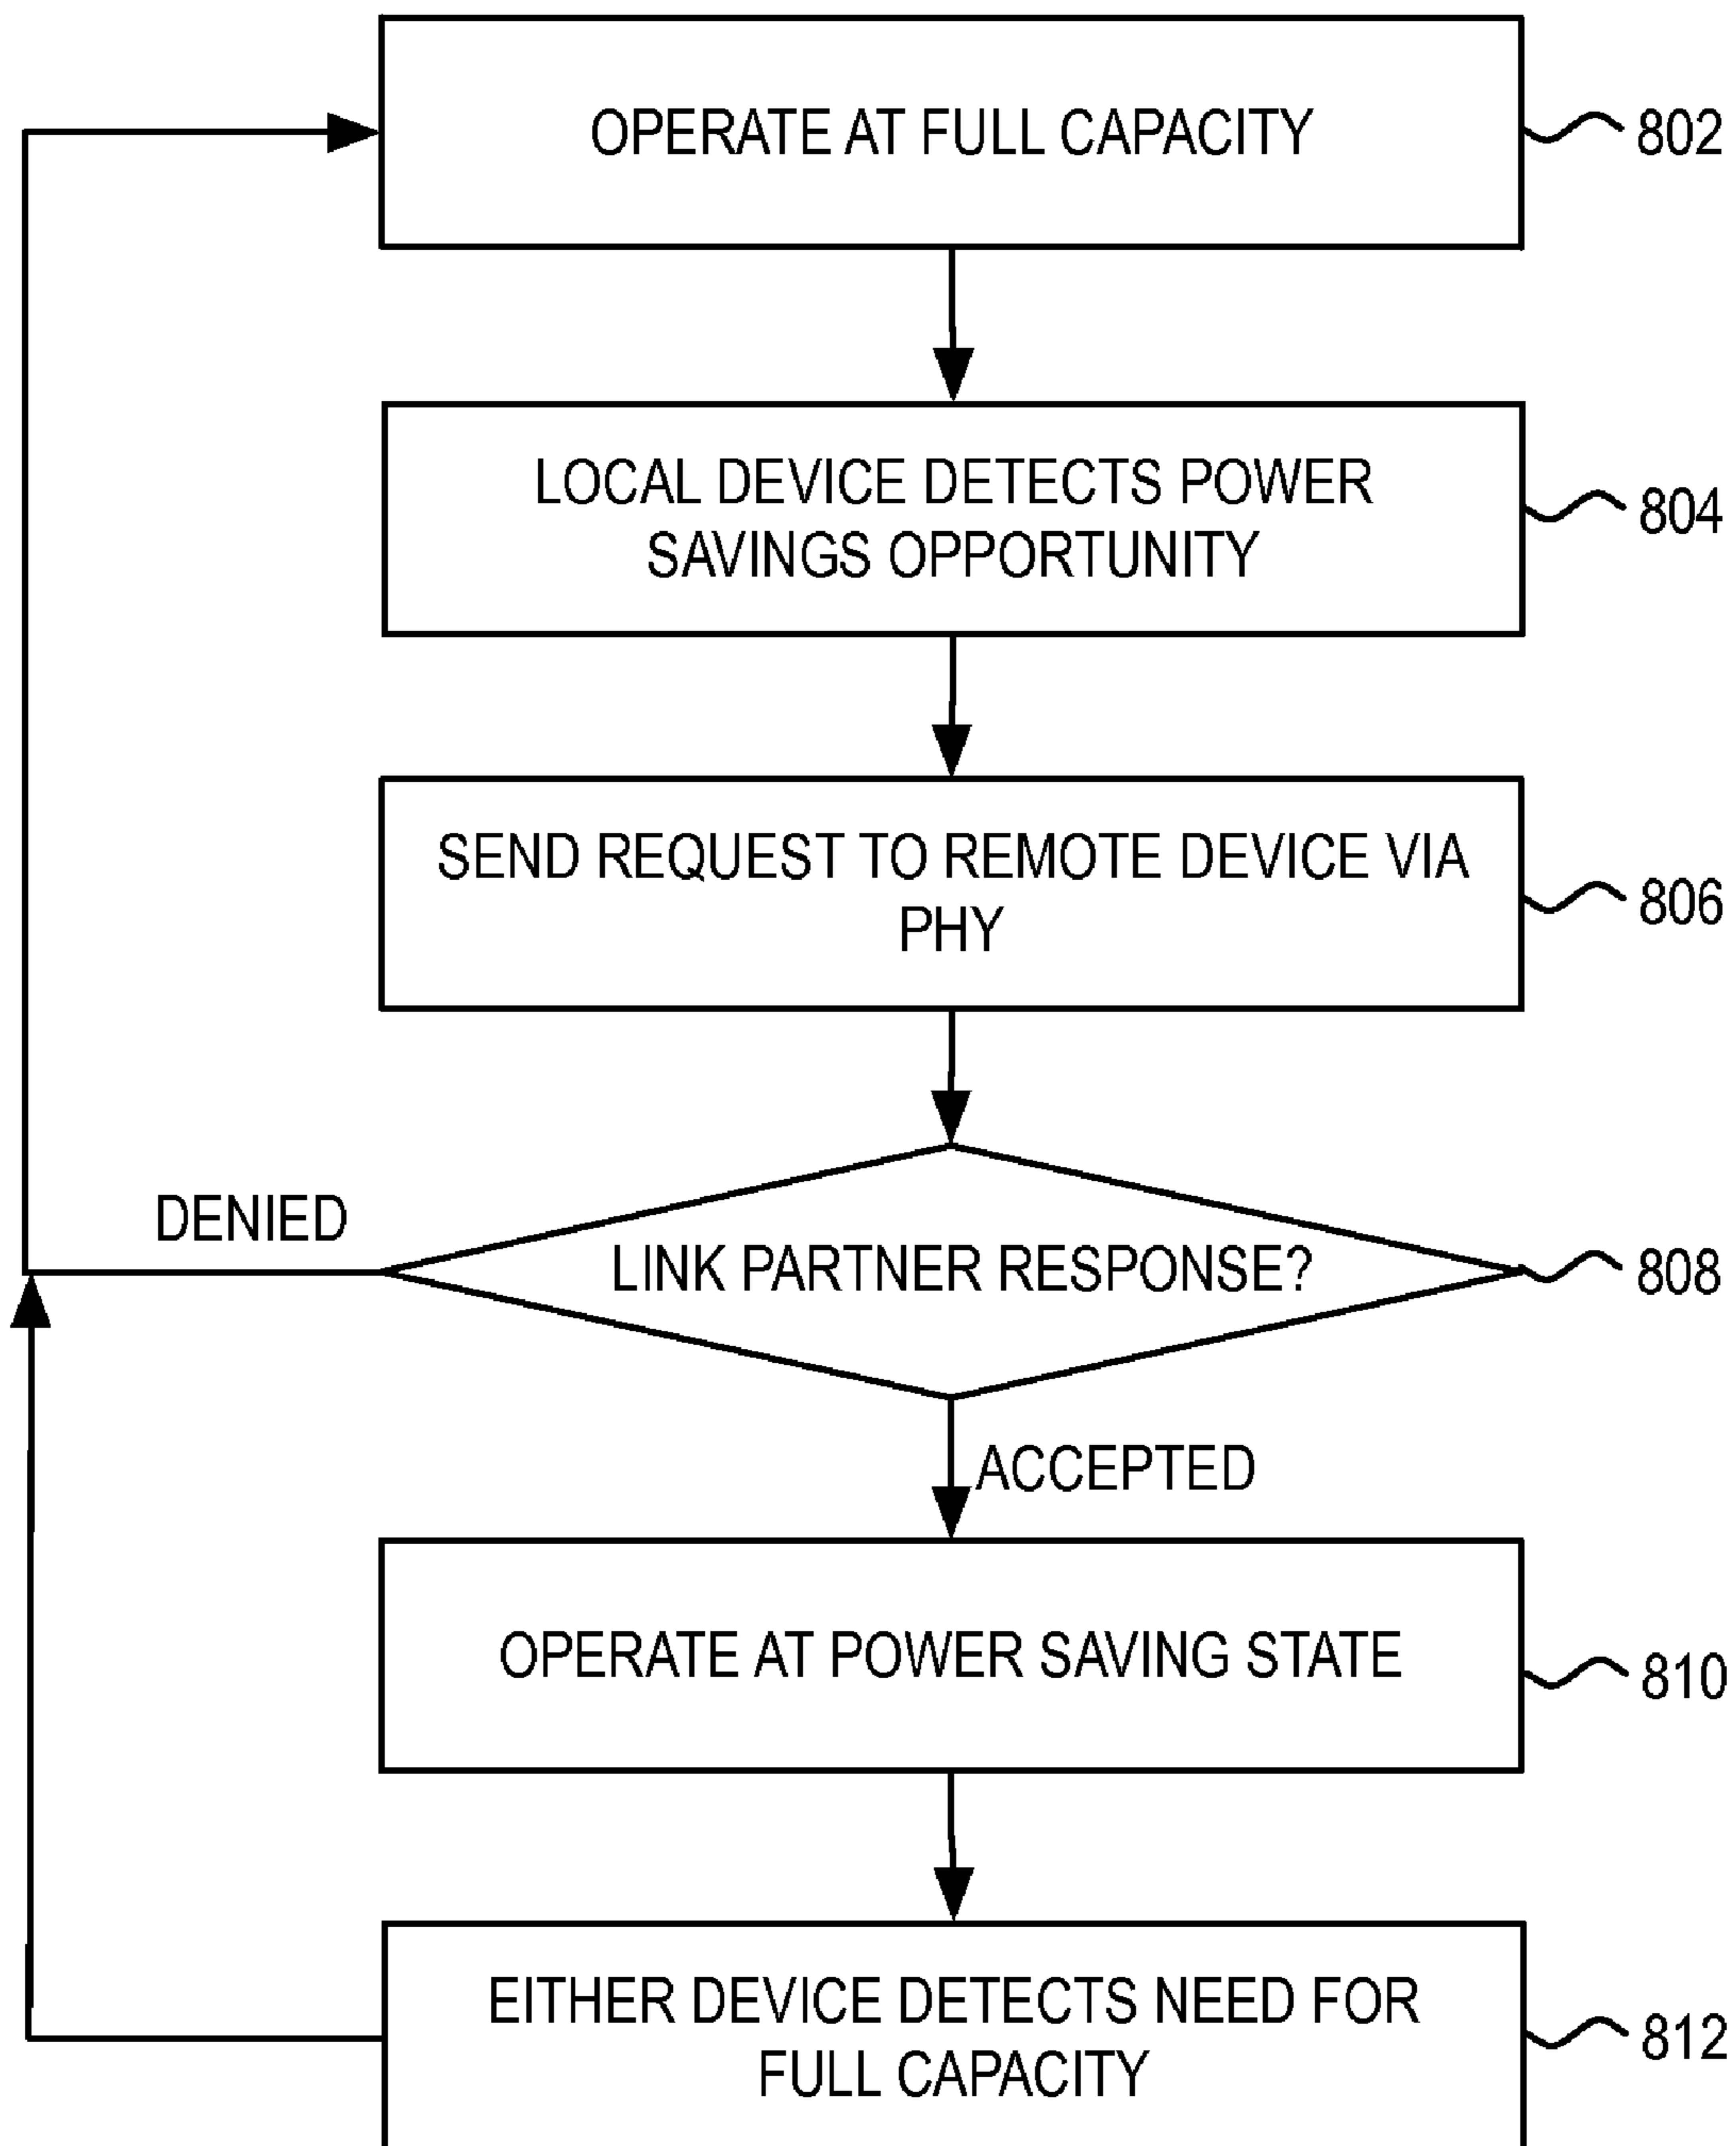 OPERATE AT FULL CAPACITY
802
LOCAL DEVICE DETECTS POWER
SAVINGS OPPORTUNITY
804
SEND REQUEST TO REMOTE DEVICE VIA
PHY
806
DENIED
LINK PARTNER RESPONSE?
808
ACCEPTED
OPERATE AT POWER SAVING STATE
810
EITHER DEVICE DETECTS NEED FOR
FULL CAPACITY
812